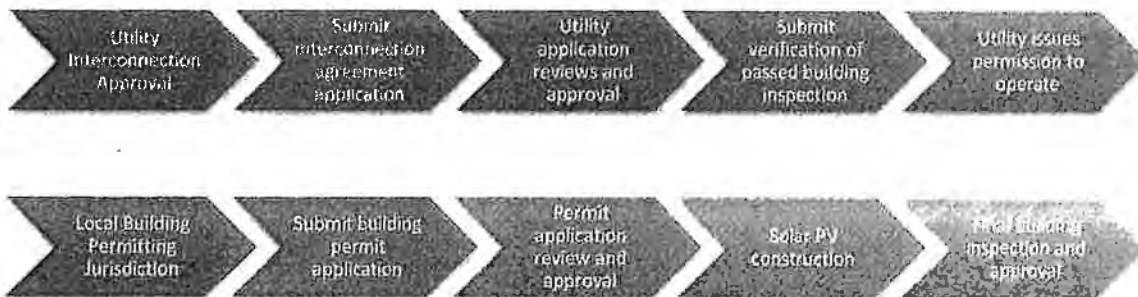 Utility
Interconnection
Approval
Submit
interconnection
agreement
application
Utility
application
reviews and
approval
Submit
verification of
passed building
inspection
Utility issues
permission to
operate
Local Building
Permitting
Jurisdiction
Submit building
permit
application
Permit
application
review and
approval
Solar PV
construction
Final Building
inspection and
approval